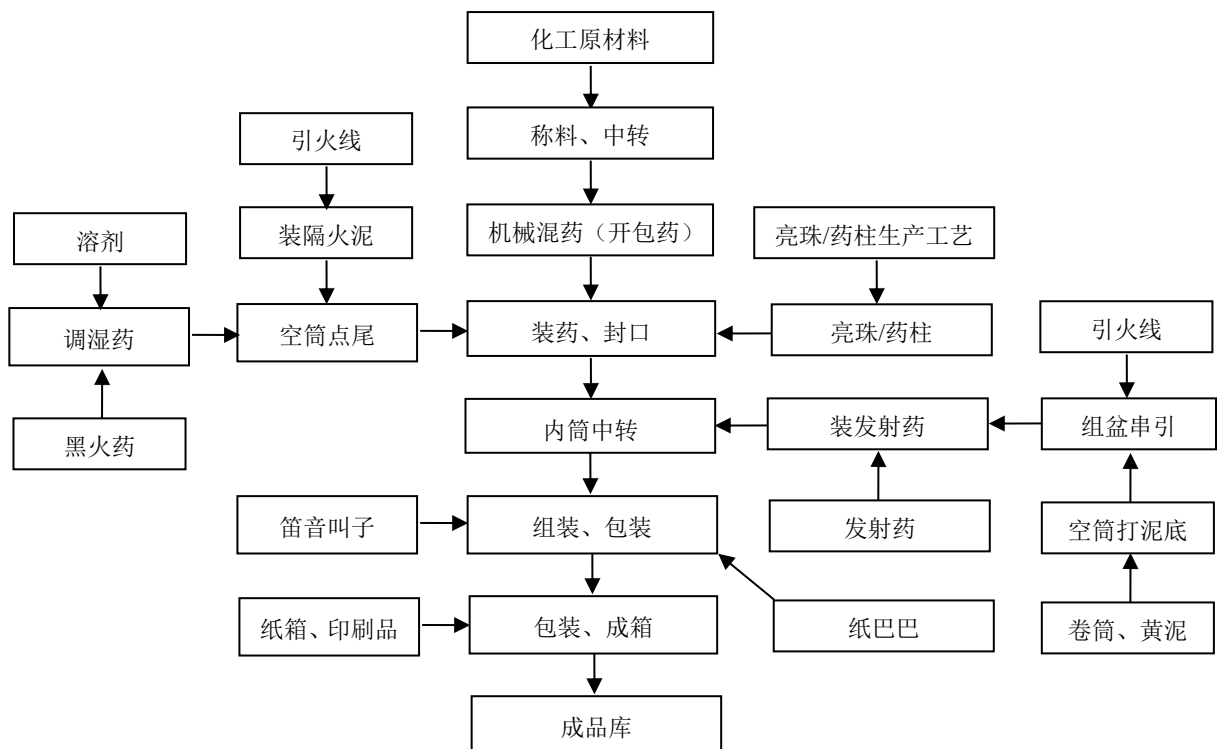 化工原材料
引火线
称料、中转
溶剂
装隔火泥
机械混药（开包药）
亮珠/药柱生产工艺
调湿药
空筒点尾
装药、封口
亮珠/药柱
引火线
黑火药
内筒中转
装发射药
组盆串引
笛音叫子
组装、包装
发射药
空筒打泥底
纸箱、印刷品
包装、成箱
纸巴巴
卷筒、黄泥
成品库